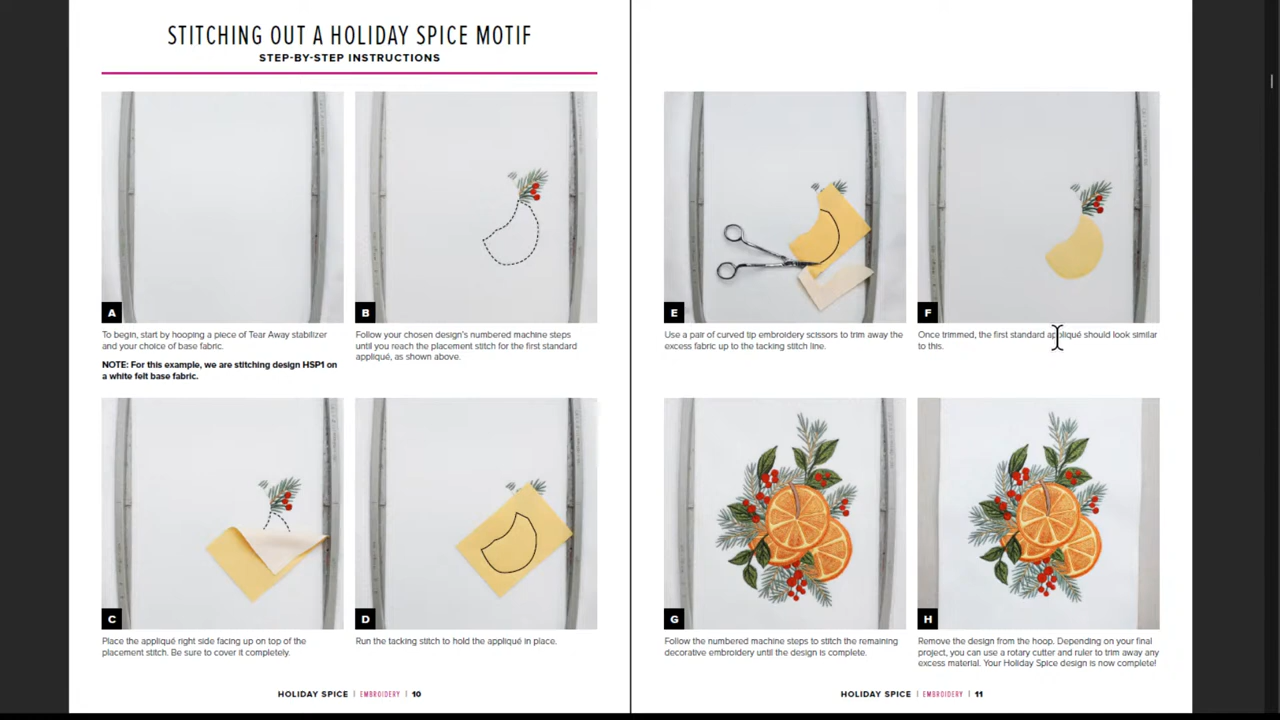 STITCHING OUT A HOLIDAY SPICE MOTIF
STEP-BY-STEP INSTRUCTIONS
A
To begin, start by hooping a piece of Tear Away stabilizer
and your choice of base fabric.
NOTE: For this example, we are stitching design HSP1 on
a white felt base fabric.
B
Follow your chosen design's numbered machine steps
until you reach the placement stitch for the first standard
appliqué, as shown above.
C
Place the appliqué right side facing up on top of the
placement stitch. Be sure to cover it completely.
D
Run the tacking stitch to hold the appliqué in place.
HOLIDAY SPICE | EMBROIDERY | 10
E
Use a pair of curved tip embroidery scissors to trim away the
excess fabric up to the tacking stitch line.
F
Once trimmed, the first standard appliqué should look similar
to this.
G
Follow the numbered machine steps to stitch the remaining
decorative embroidery until the design is complete.
H
Remove the design from the hoop. Depending on your final
project, you can use a rotary cutter and ruler to trim away any
excess material. Your Holiday Spice design is now complete!
HOLIDAY SPICE | EMBROIDERY | 11